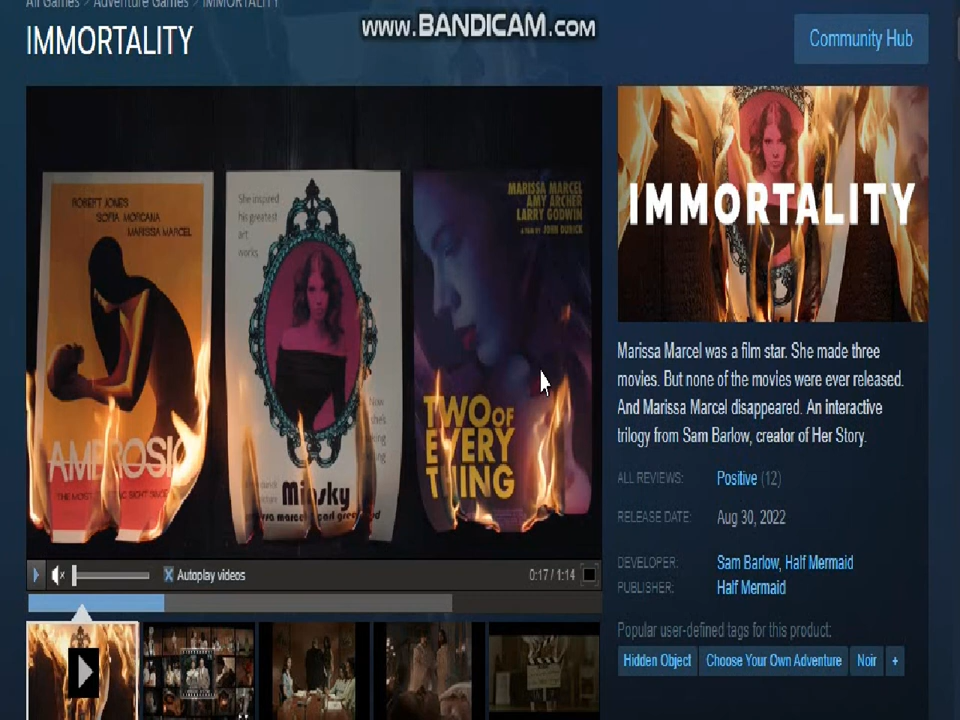 All Games > Adventure Games > IMMORTALITY
WWW.BANDICAM.COM
IMMORTALITY
Community Hub
ROBERT JONES
SOFIA MORCANA
MARISSA MARCEL
She inspired
his greatest
art
works.
MARISSA MARCEL
AMY ARCHER
LARRY GODWIN
A FILM BY JOHN DURICK
IMMORTALITY
Marissa Marcel was a film star. She made three
movies. But none of the movies were ever released.
And Marissa Marcel disappeared. An interactive
trilogy from Sam Barlow, creator of Her Story.
AMBROSI
Minsky
TWO OF
EVERY
THING
ALL REVIEWS: Positive (12)
RELEASE DATE: Aug 30, 2022
DEVELOPER: Sam Barlow, Half Mermaid
PUBLISHER: Half Mermaid
Autoplay videos
0:17 / 1:14
Popular user-defined tags for this product:
Hidden Object Choose Your Own Adventure Noir +